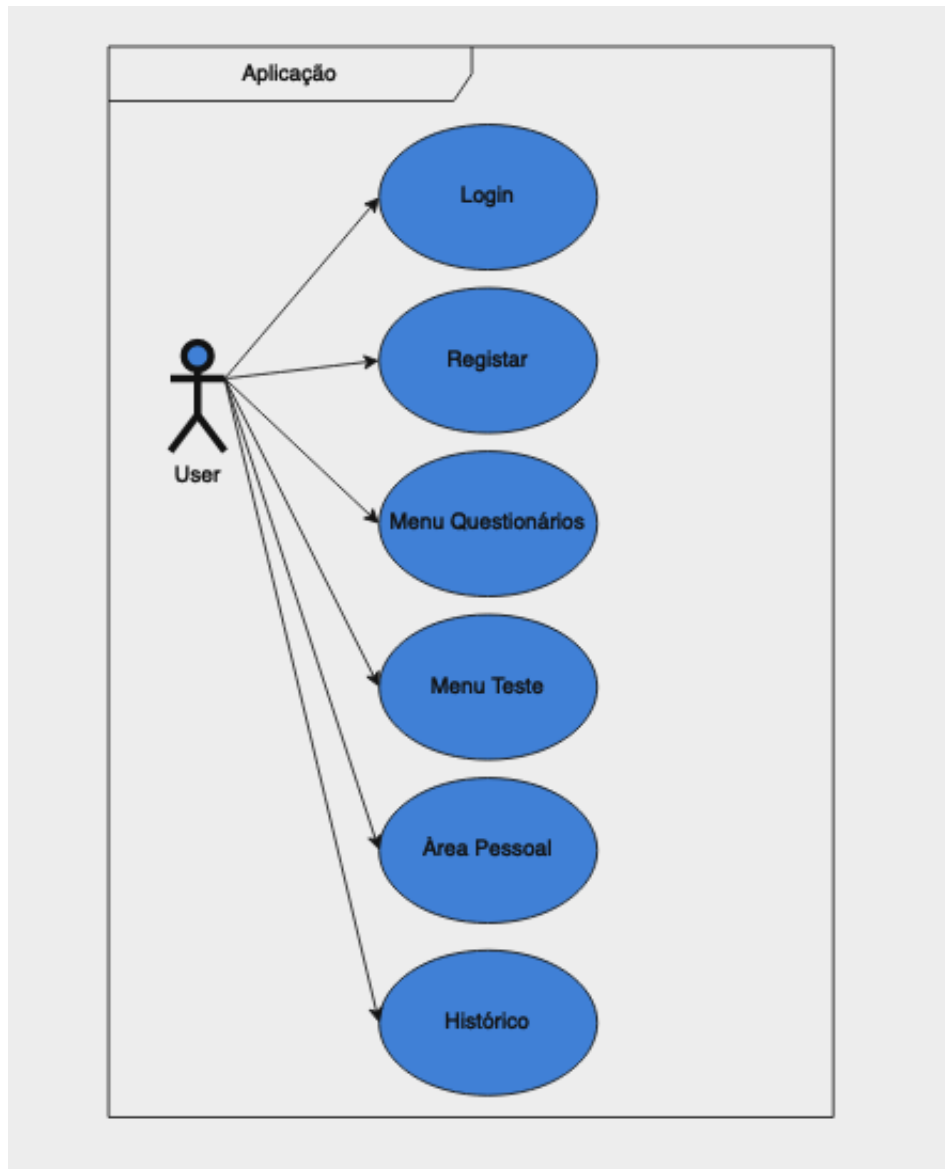 Aplicação
Login
Registar
User
Menu Questionários
Menu Teste
Àrea Pessoal
Histórico